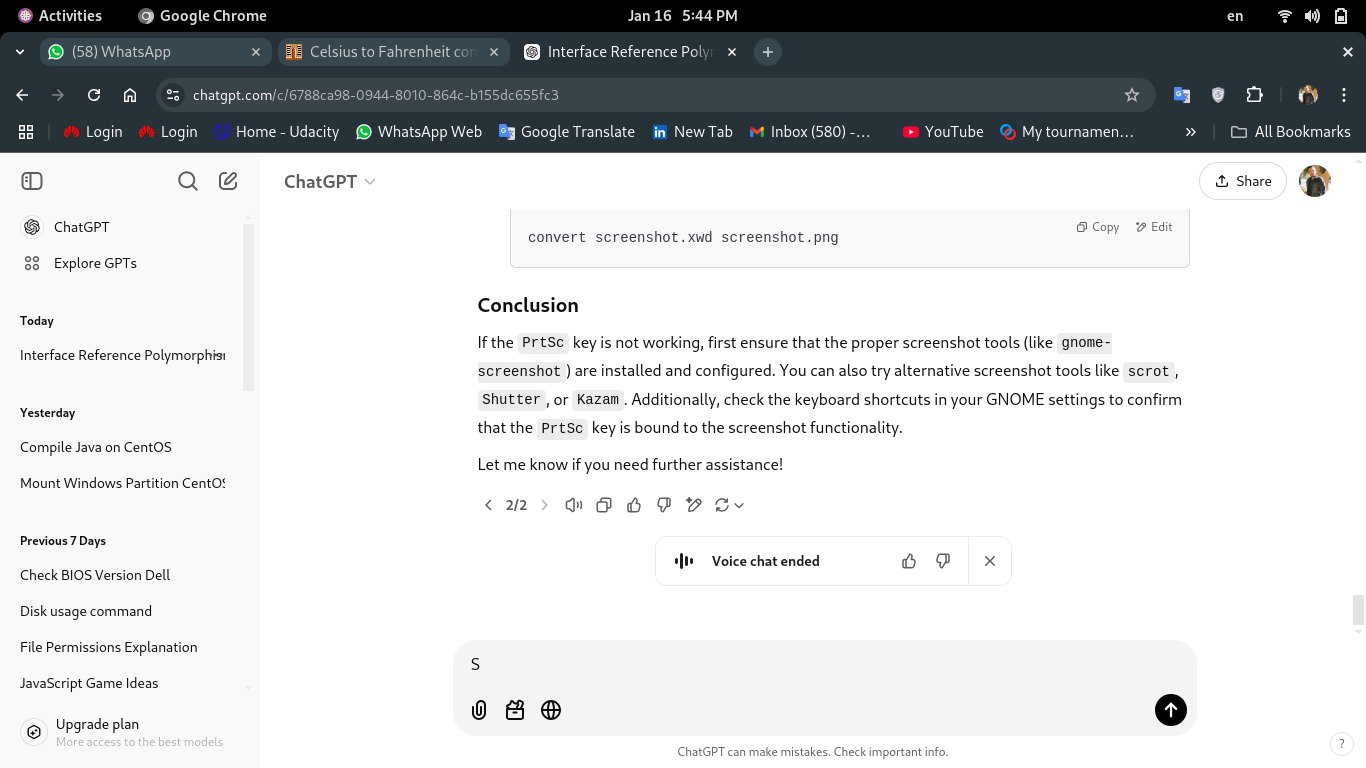 Activities
Google Chrome
Jan 16 5:44 PM
en
(58) WhatsApp
Celsius to Fahrenheit con
Interface Reference Polym
chatgpt.com/c/6788ca98-0944-8010-864c-b155dc655fc3
Login
Login
Home - Udacity
WhatsApp Web
Google Translate
New Tab
Inbox (580) -...
YouTube
My tournamen...
»
All Bookmarks
ChatGPT
Explore GPTs
Today
Interface Reference Polymorphism
Yesterday
Compile Java on CentOS
Mount Windows Partition CentOS
Previous 7 Days
Check BIOS Version Dell
Disk usage command
File Permissions Explanation
JavaScript Game Ideas
Upgrade plan
More access to the best models
ChatGPT
Share
convert screenshot.xwd screenshot.png
Copy
Edit
Conclusion
If the PrtSc key is not working, first ensure that the proper screenshot tools (like gnome-
screenshot) are installed and configured. You can also try alternative screenshot tools like scrot,
Shutter, or Kazam. Additionally, check the keyboard shortcuts in your GNOME settings to confirm
that the PrtSc key is bound to the screenshot functionality.
Let me know if you need further assistance!
2/2
Voice chat ended
S
ChatGPT can make mistakes. Check important info.
?